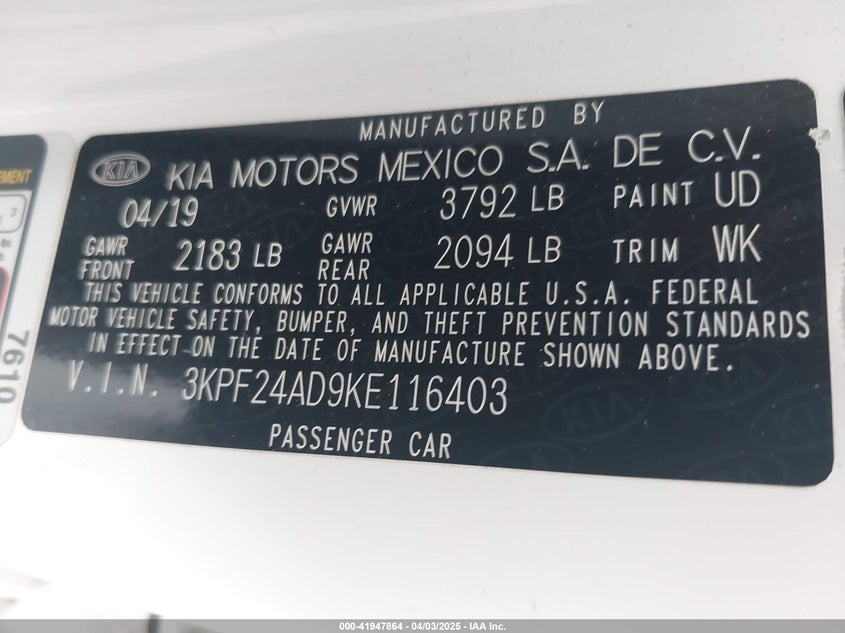 MANUFACTURED BY
KIA KIA MOTORS MEXICO S.A. DE C.V.
04/19 GVWR 3792 LB PAINT UD
GAWR FRONT 2183 LB GAWR REAR 2094 LB TRIM WK
THIS VEHICLE CONFORMS TO ALL APPLICABLE U.S.A. FEDERAL
MOTOR VEHICLE SAFETY, BUMPER, AND THEFT PREVENTION STANDARDS
IN EFFECT ON THE DATE OF MANUFACTURE SHOWN ABOVE.
V.I.N. 3KPF24AD9KE116403
PASSENGER CAR
7610
000-41947864 - 04/03/2025 - IAA Inc.